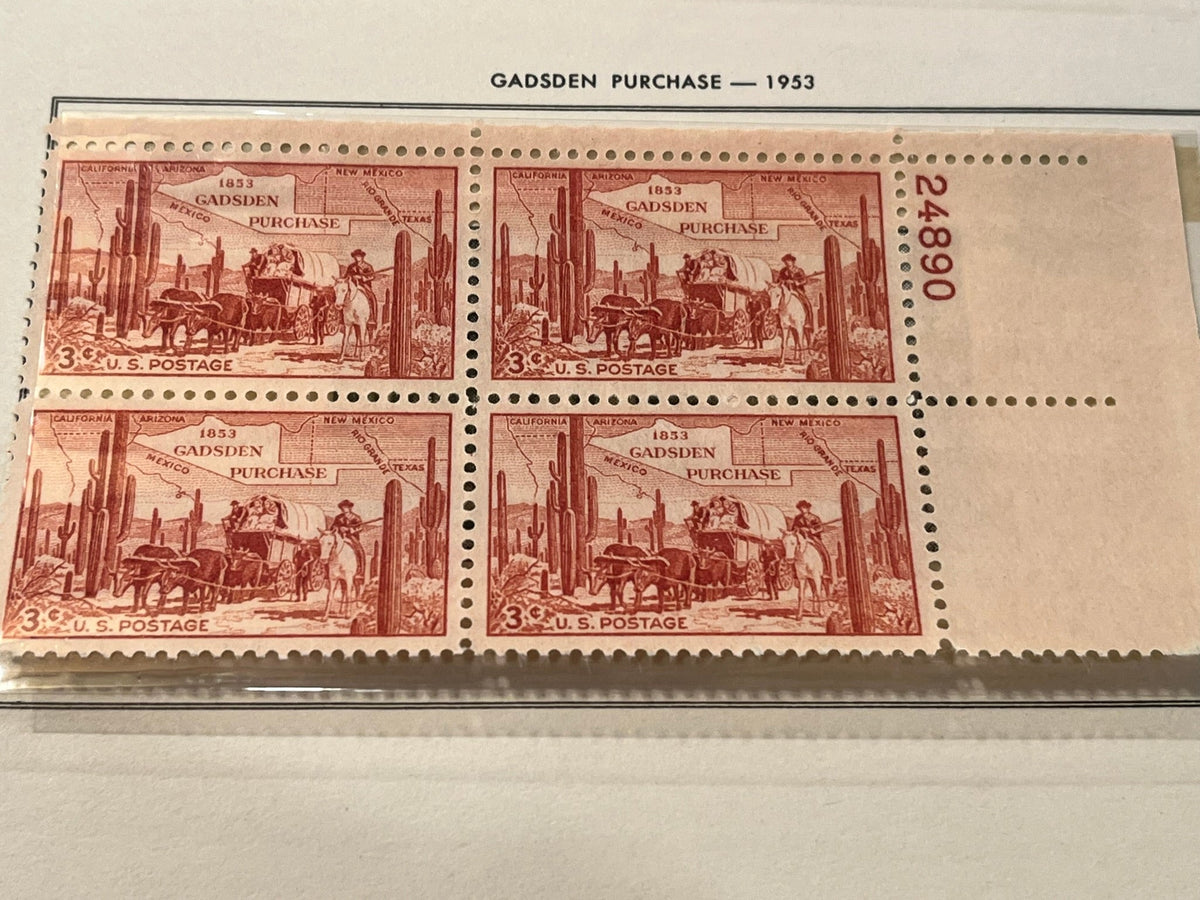 GADSDEN PURCHASE — 1953
CALIFORNIA ARIZONA NEW MEXICO
1853
GADSDEN
PURCHASE
MEXICO
RIO GRANDE
TEXAS
3¢ U. S. POSTAGE
CALIFORNIA ARIZONA NEW MEXICO
1853
GADSDEN
PURCHASE
MEXICO
RIO GRANDE
TEXAS
3¢ U. S. POSTAGE
24890
CALIFORNIA ARIZONA NEW MEXICO
1853
GADSDEN
PURCHASE
MEXICO
RIO GRANDE
TEXAS
3¢ U. S. POSTAGE
CALIFORNIA ARIZONA NEW MEXICO
1853
GADSDEN
PURCHASE
MEXICO
RIO GRANDE
TEXAS
3¢ U. S. POSTAGE